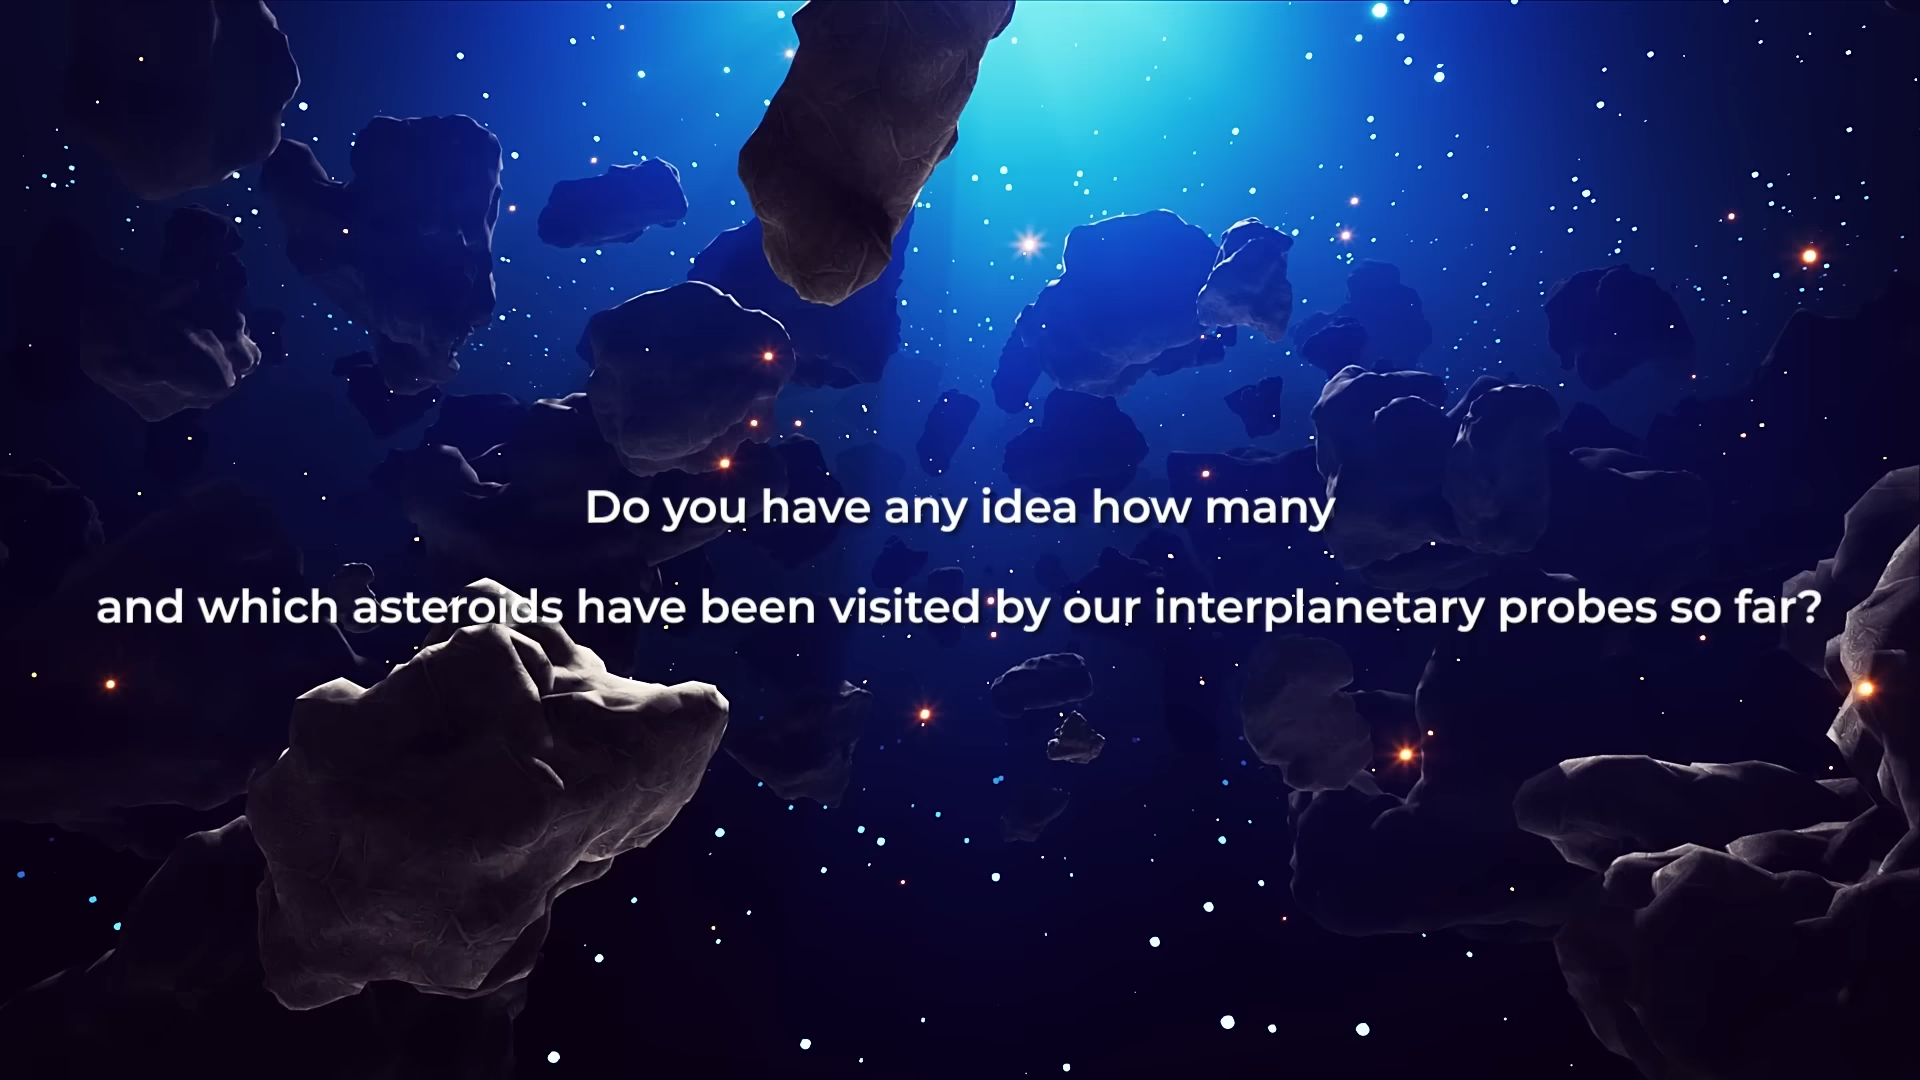 Do you have any idea how many
and which asteroids have been visited by our interplanetary probes so far?